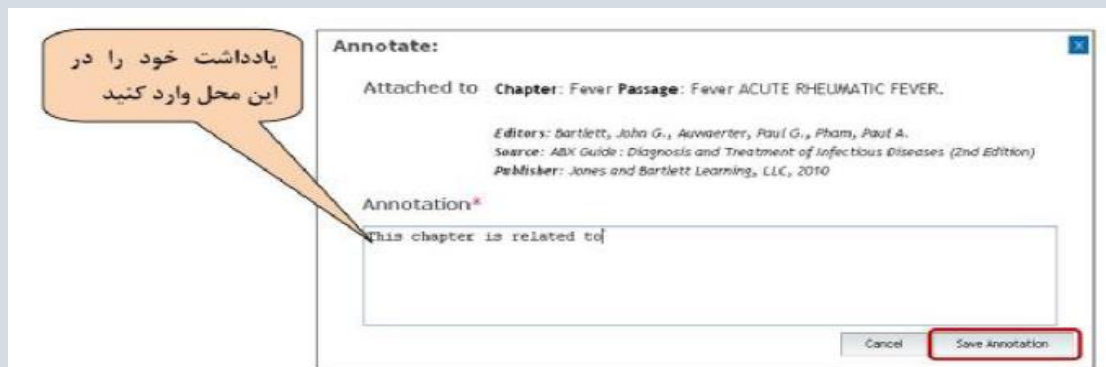 یادداشت خود را در
این محل وارد کنید
Annotate:
x
Attached to Chapter: Fever Passage: Fever ACUTE RHEUMATIC FEVER.
Editors: Bartlett, John G., Auwaerter, Paul G., Pham, Paul A.
Source: ABX Guide: Diagnosis and Treatment of Infectious Diseases (2nd Edition)
Publisher: Jones and Bartlett Learning, LLC, 2010
Annotation*
This chapter is related to
Cancel Save Annotation